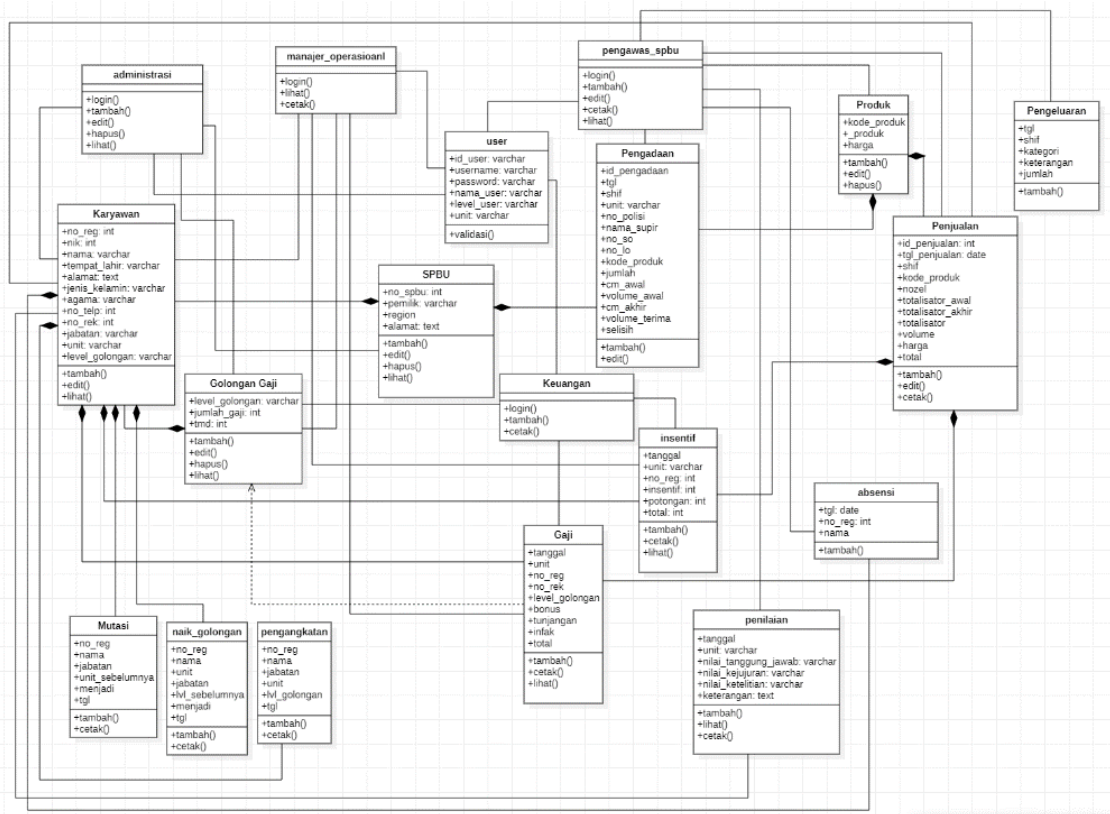 administrasi
+login()
+tambah()
+edit()
+hapus()
+lihat()
manajer_operasioanl
+login()
+lihat()
+cetak()
pengawas_spbu
+login()
+tambah()
+edit()
+cetak()
+lihat()
user
+id_user: varchar
+username: varchar
+password: varchar
+nama_user: varchar
+level_user: varchar
+unit: varchar
+validasi()
Pengadaan
+id_pengadaan
+tgl
+shif
+unit: varchar
+no_polisi
+nama_supir
+no_so
+no_lo
+kode_produk
+jumlah
+cm_awal
+volume_awal
+cm_akhir
+volume_terima
+selisih
+tambah()
+edit()
Produk
+kode_produk
+_produk
+harga
+tambah()
+edit()
+hapus()
Pengeluaran
+tgl
+shif
+kategori
+keterangan
+jumlah
+tambah()
Karyawan
+no_reg: int
+nik: int
+nama: varchar
+tempat_lahir: varchar
+alamat: text
+jenis_kelamin: varchar
+agama: varchar
+no_telp: int
+no_rek: int
+jabatan: varchar
+unit: varchar
+level_golongan: varchar
+tambah()
+edit()
+lihat()
SPBU
+no_spbu: int
+pemilik: varchar
+region
+alamat: text
+tambah()
+edit()
+hapus()
+lihat()
Penjualan
+id_penjualan: int
+tgl_penjualan: date
+shif
+kode_produk
+nozel
+totalisator_awal
+totalisator_akhir
+totalisator
+volume
+harga
+total
+tambah()
+edit()
+cetak()
Golongan Gaji
+level_golongan: varchar
+jumlah_gaji: int
+tmd: int
+tambah()
+edit()
+hapus()
+lihat()
Keuangan
+login()
+tambah()
+cetak()
insentif
+tanggal
+unit: varchar
+no_reg: int
+insentif: int
+potongan: int
+total: int
+tambah()
+cetak()
+lihat()
absensi
+tgl: date
+no_reg: int
+nama
+tambah()
Gaji
+tanggal
+unit
+no_reg
+no_rek
+level_golongan
+bonus
+tunjangan
+infak
+total
+tambah()
+cetak()
+lihat()
Mutasi
+no_reg
+nama
+jabatan
+unit_sebelumnya
+menjadi
+tgl
+tambah()
+cetak()
naik_golongan
+no_reg
+nama
+unit
+jabatan
+lvl_sebelumnya
+menjadi
+tgl
+tambah()
+cetak()
pengangkatan
+no_reg
+nama
+jabatan
+unit
+lvl_golongan
+tgl
+tambah()
+cetak()
penilaian
+tanggal
+unit: varchar
+nilai_tanggung_jawab: varchar
+nilai_kejujuran: varchar
+nilai_ketelitian: varchar
+keterangan: text
+tambah()
+lihat()
+cetak()